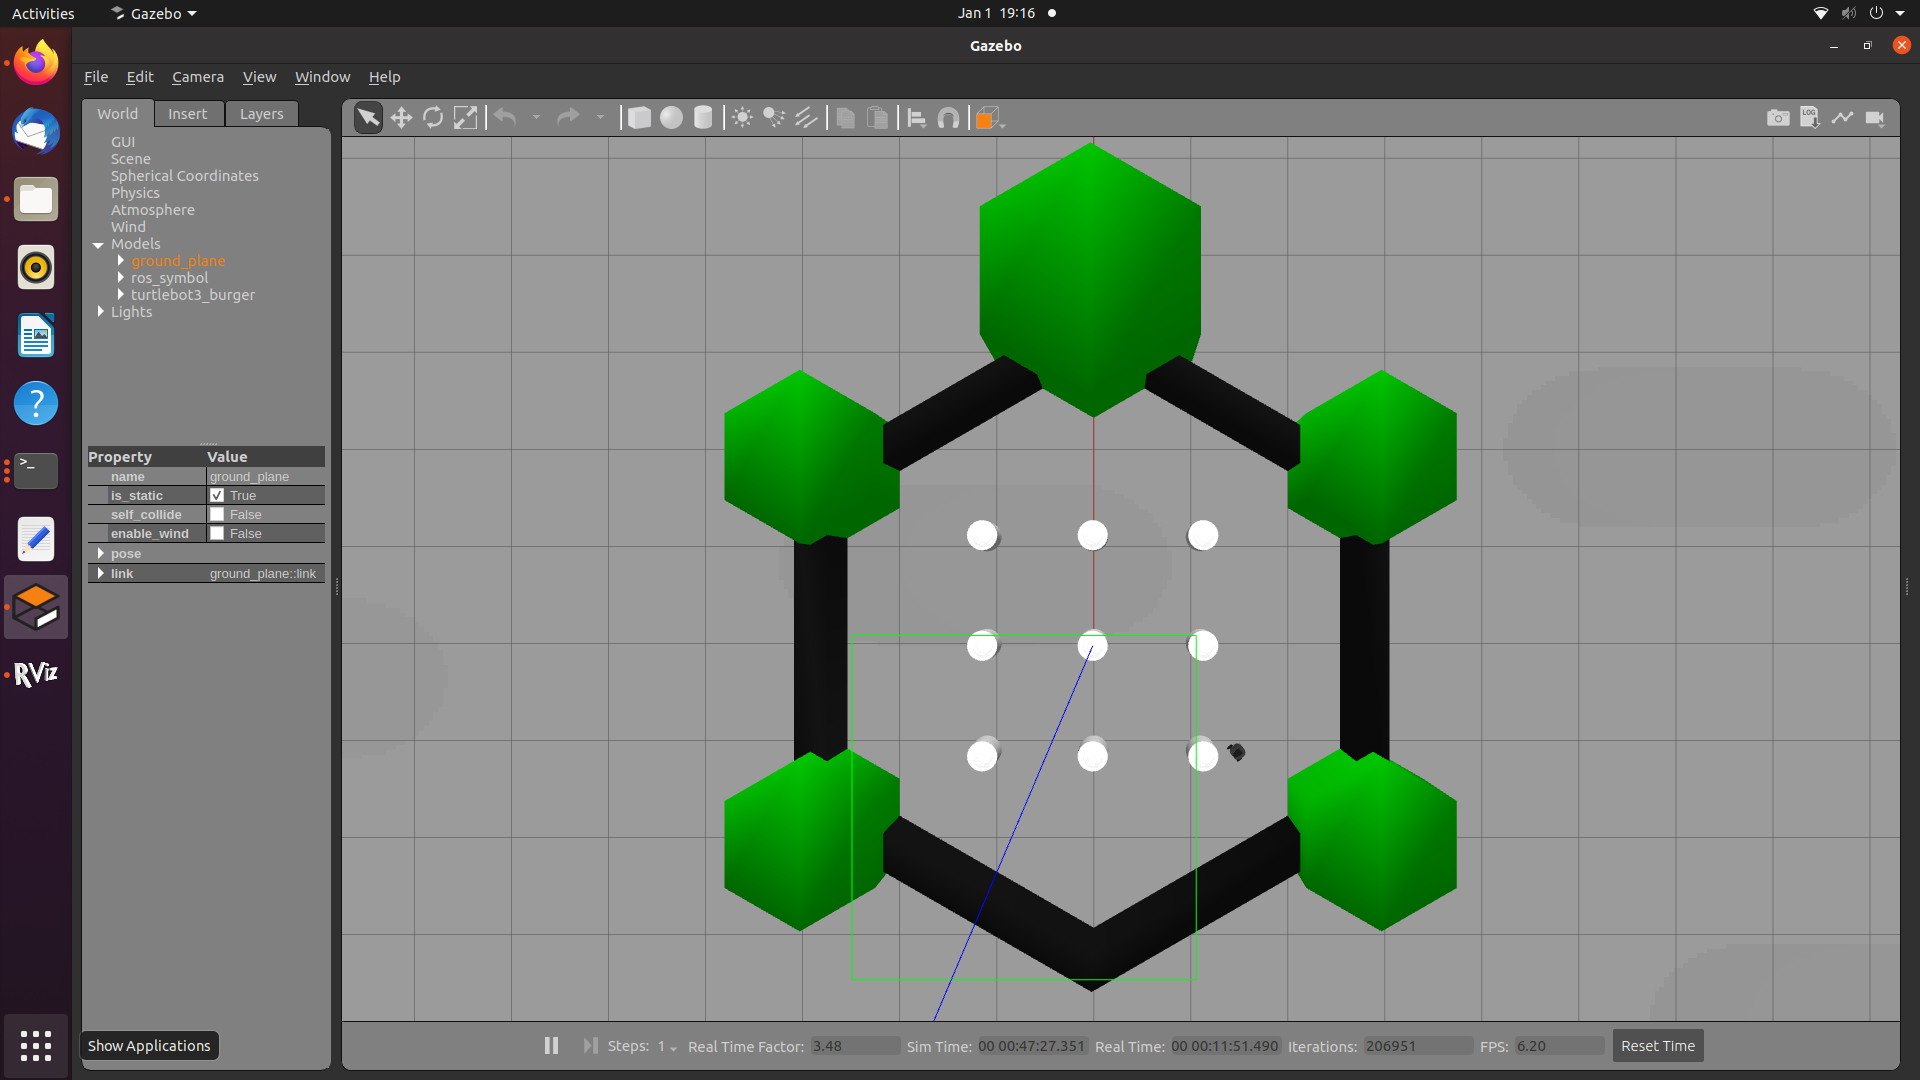 Activities
Gazebo
Jan 1 19:16
Gazebo
File Edit Camera View Window Help
World Insert Layers
LOG
GUI
Scene
Spherical Coordinates
Physics
Atmosphere
Wind
Models
ground_plane
ros_symbol
turtlebot3_burger
Lights
Property Value
name ground_plane
is_static True
self_collide False
enable_wind False
pose
link ground_plane::link
>_
?
RViz
Show Applications
Steps: 1 Real Time Factor: 3.48 Sim Time: 00 00:47:27.351 Real Time: 00 00:11:51.490 Iterations: 206951 FPS: 6.20 Reset Time